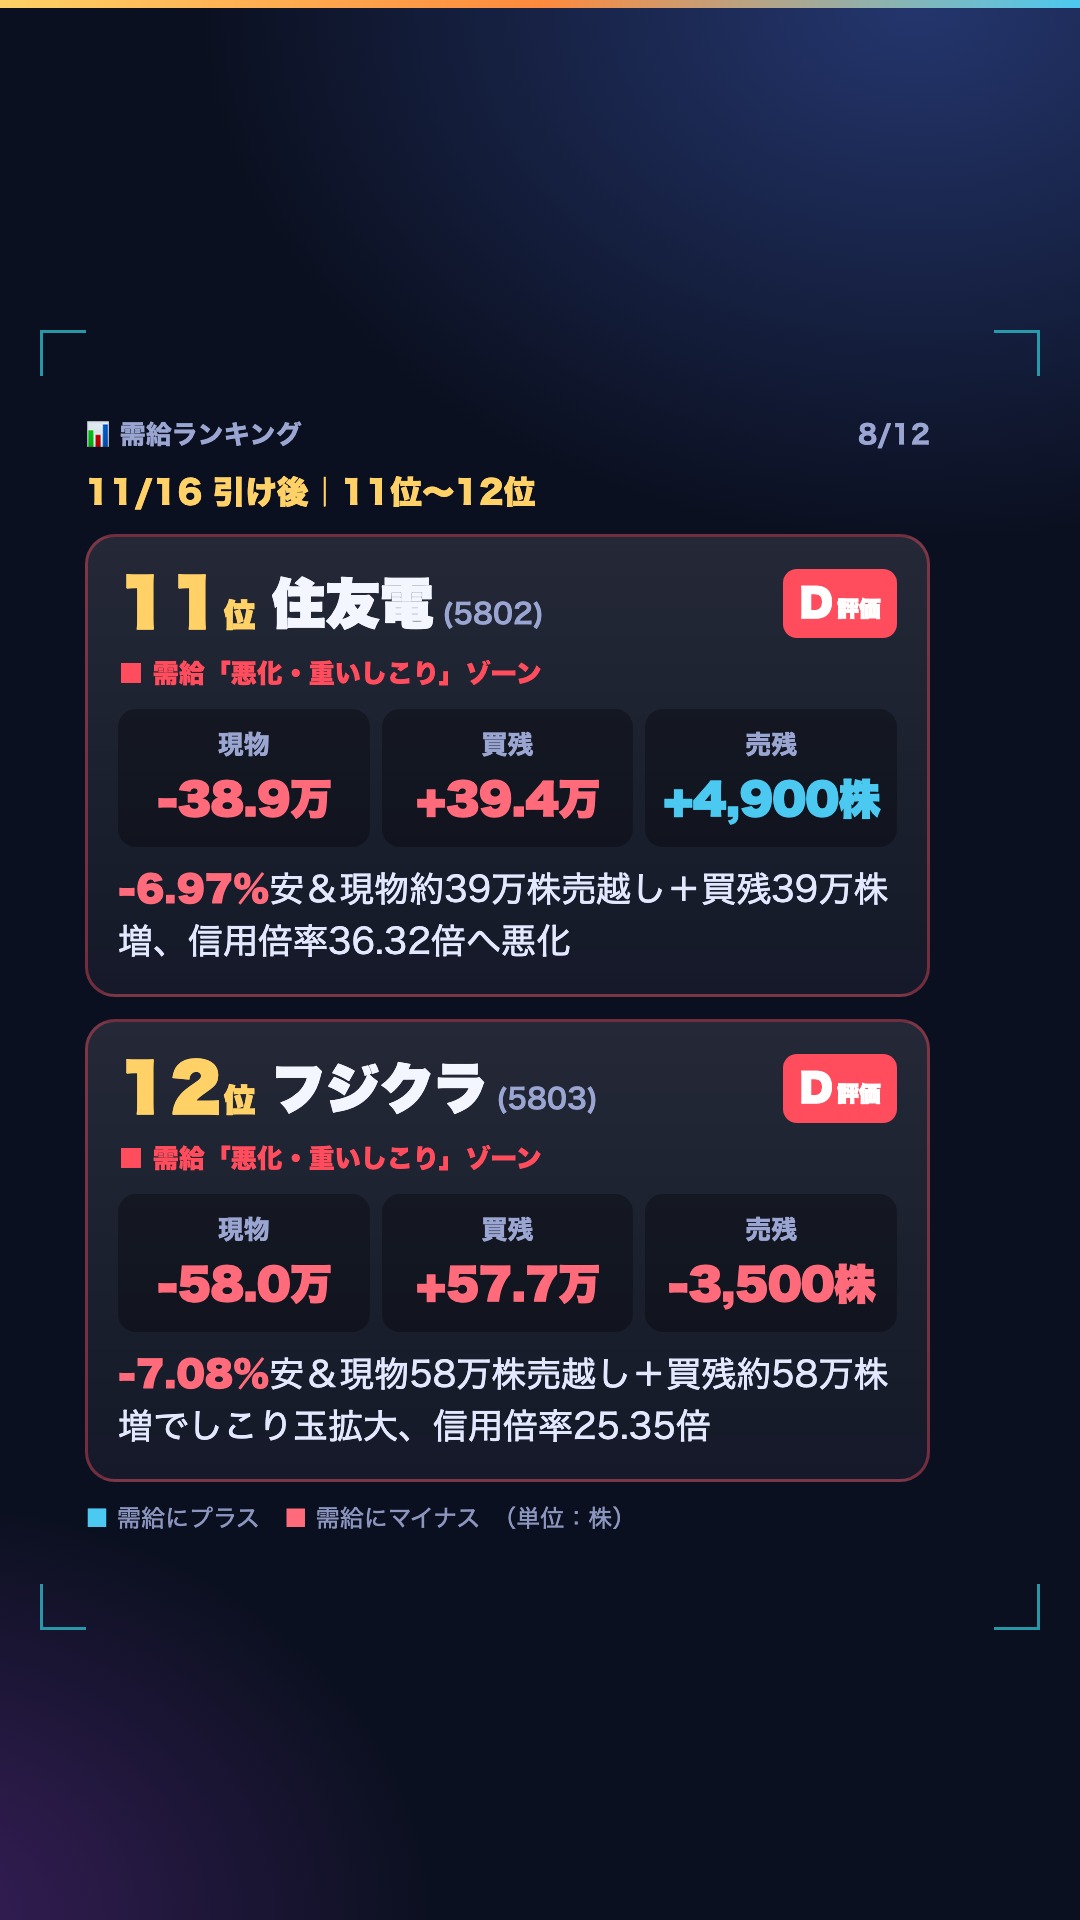 📊 需給ランキング 8/12
11/16 引け後｜11位〜12位
11位 住友電 (5802) D評価
■ 需給「悪化・重いしこり」ゾーン
現物 買残 売残
-38.9万 +39.4万 +4,900株
-6.97%安＆現物約39万株売越し＋買残39万株
増、信用倍率36.32倍へ悪化
12位 フジクラ (5803) D評価
■ 需給「悪化・重いしこり」ゾーン
現物 買残 売残
-58.0万 +57.7万 -3,500株
-7.08%安＆現物58万株売越し＋買残約58万株
増でしこり玉拡大、信用倍率25.35倍
■ 需給にプラス ■ 需給にマイナス （単位：株）